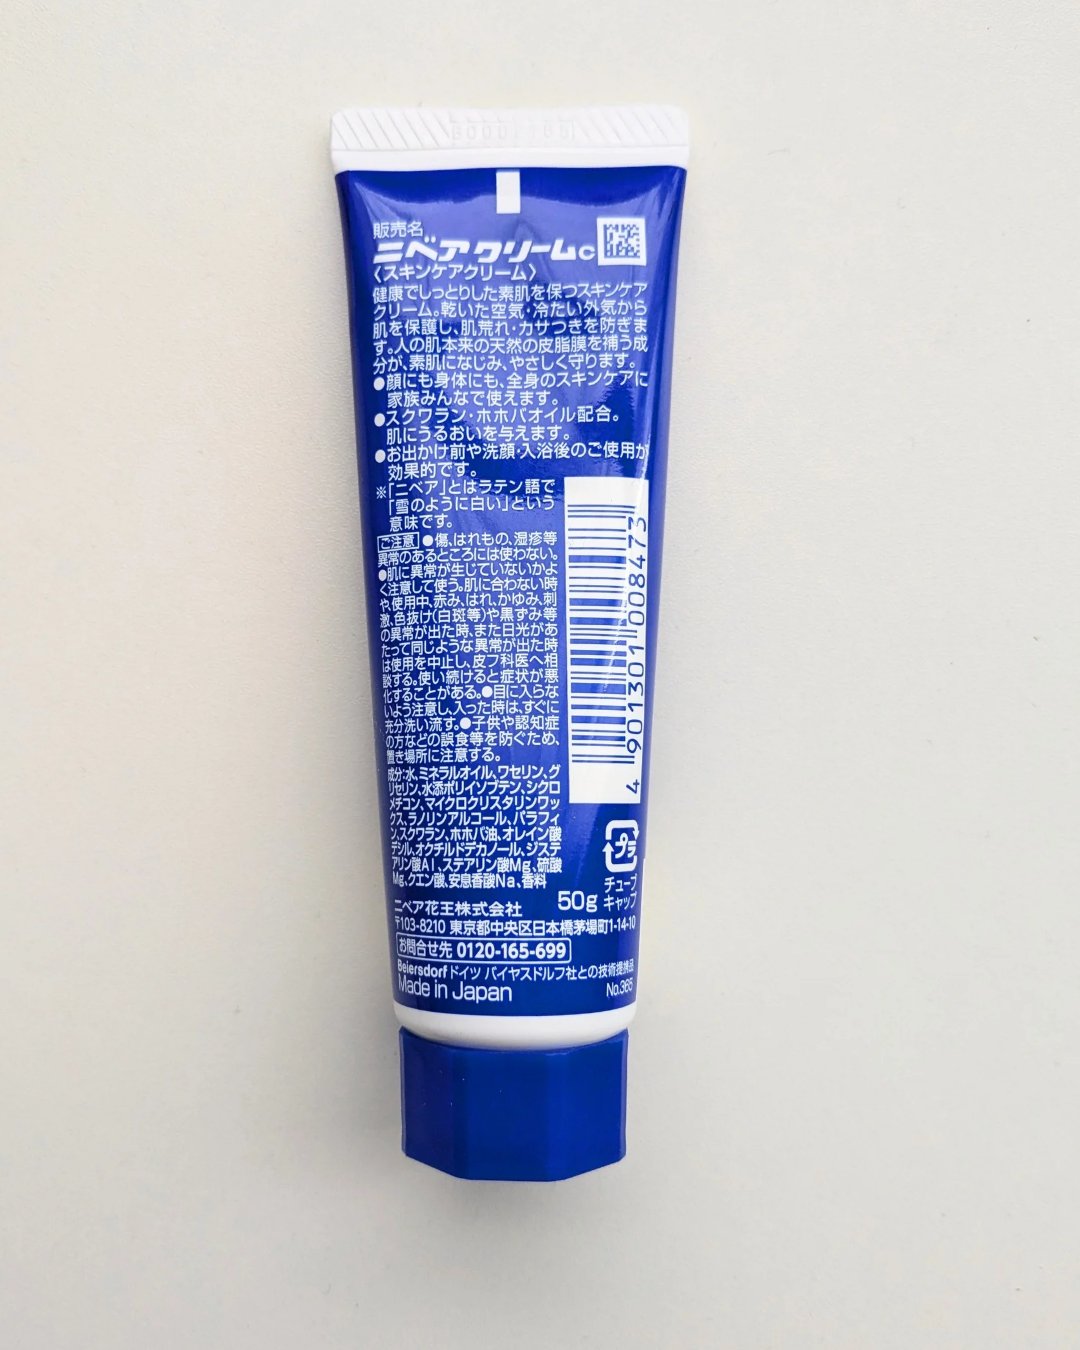 販売名
ニベアクリームc
〈スキンケアクリーム〉
健康でしっとりした素肌を保つスキンケア
クリーム。乾いた空気・冷たい外気から
肌を保護し、肌荒れ・カサつきを防ぎま
す。人の肌本来の天然の皮脂膜を補う成
分が、素肌になじみ、やさしく守ります。
●顔にも身体にも、全身のスキンケアに
家族みんなで使えます。
●スクワラン・ホホバオイル配合。
肌にうるおいを与えます。
●お出かけ前や洗顔・入浴後のご使用が
効果的です。
※「ニベア」とはラテン語で
「雪のように白い」という
意味です。
ご注意 ●傷、はれもの、湿疹等
異常のあるところには使わない。
●肌に異常が生じていないかよ
く注意して使う。肌に合わない時
や、使用中、赤み、はれ、かゆみ、刺
激、色抜け(白斑等)や黒ずみ等
の異常が出た時、また日光があ
たって同じような異常が出た時
は使用を中止し、皮フ科医へ相
談する。使い続けると症状が悪
化することがある。●目に入らな
いよう注意し、入った時は、すぐに
充分洗い流す。●子供や認知症
の方などの誤食等を防ぐため、
置き場所に注意する。
成分:水、ミネラルオイル、ワセリン、グ
リセリン、水添ポリイソブテン、シクロ
メチコン、マイクロクリスタリンワッ
クス、ラノリンアルコール、パラフィ
ン、スクワラン、ホホバ油、オレイン酸
デシル、オクチルドデカノール、ジステ
アリン酸Al、ステアリン酸Mg、硫酸
Mg、クエン酸、安息香酸Na、香料
4 901301 008473
プラ
チューブ
キャップ
50g
ニベア花王株式会社
〒103-8210 東京都中央区日本橋茅場町1-14-10
お問合せ先 0120-165-699
Beiersdorf ドイツ バイヤスドルフ社との技術提携品
Made in Japan
No.365